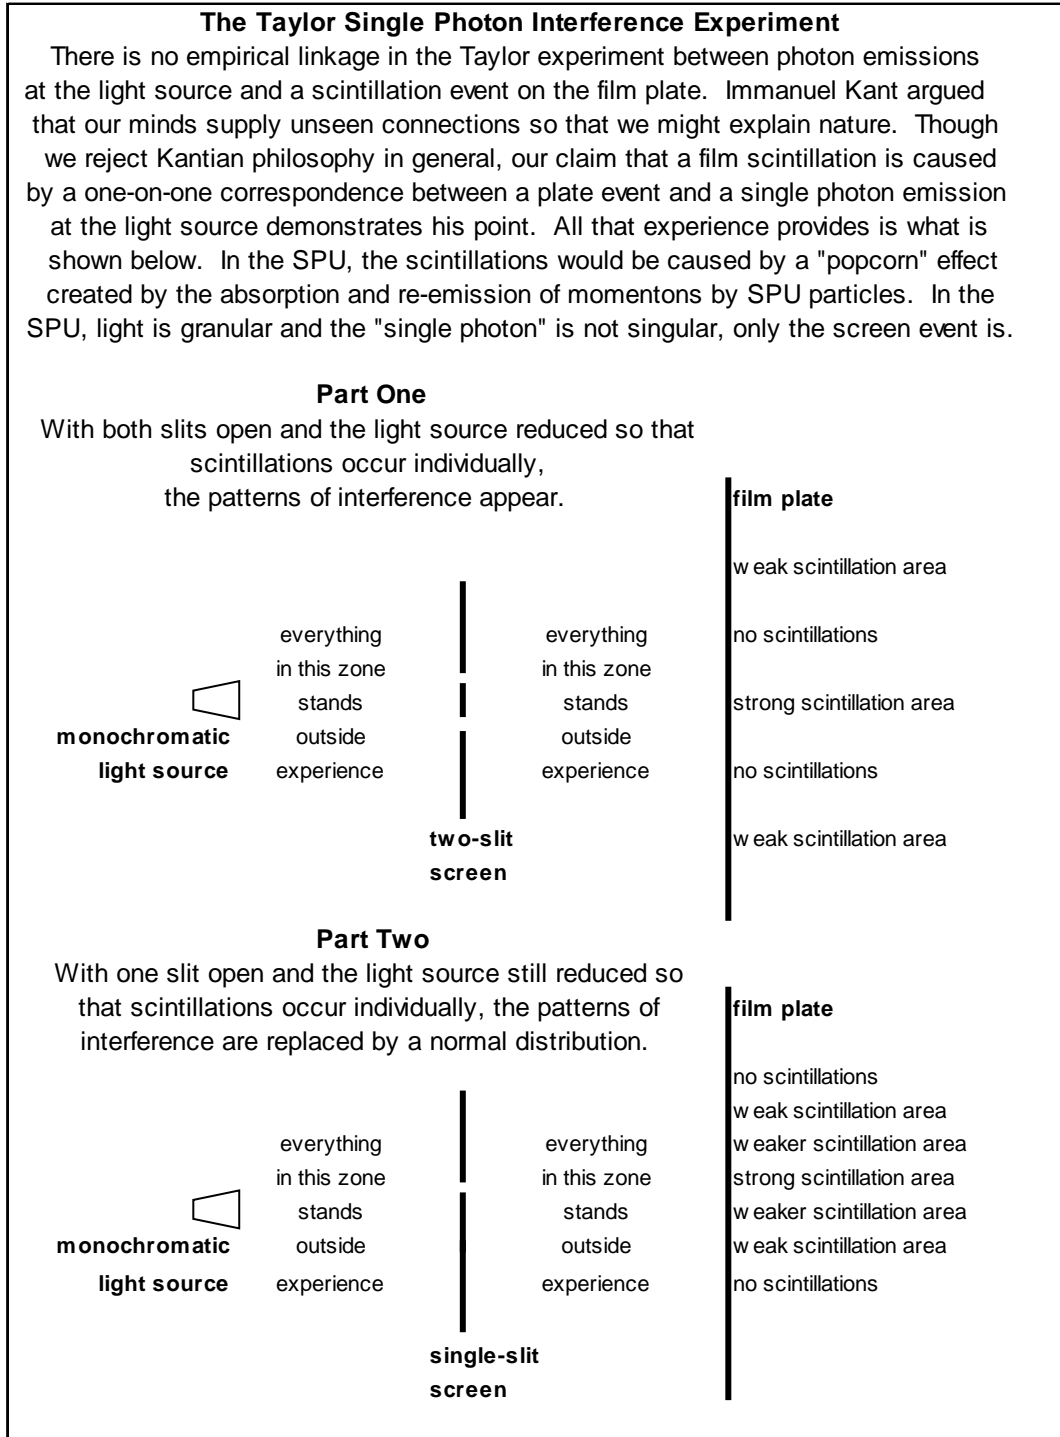 The Taylor Single Photon Interference Experiment
There is no empirical linkage in the Taylor experiment between photon emissions
at the light source and a scintillation event on the film plate.  Immanuel Kant argued
that our minds supply unseen connections so that we might explain nature.  Though
we reject Kantian philosophy in general, our claim that a film scintillation is caused
by a one-on-one correspondence between a plate event and a single photon emission
at the light source demonstrates his point.  All that experience provides is what is
shown below.  In the SPU, the scintillations would be caused by a "popcorn" effect
created by the absorption and re-emission of momentons by SPU particles.  In the
SPU, light is granular and the "single photon" is not singular, only the screen event is.
Part One
With both slits open and the light source reduced so that
scintillations occur individually,
the patterns of interference appear.
film plate
weak scintillation area
everything everything no scintillations
in this zone in this zone
stands stands strong scintillation area
monochromatic outside outside
light source experience experience no scintillations
two-slit weak scintillation area
screen
Part Two
With one slit open and the light source still reduced so
that scintillations occur individually, the patterns of
interference are replaced by a normal distribution.
film plate
no scintillations
weak scintillation area
everything everything weaker scintillation area
in this zone in this zone strong scintillation area
stands stands weaker scintillation area
monochromatic outside outside weak scintillation area
light source experience experience no scintillations
single-slit
screen